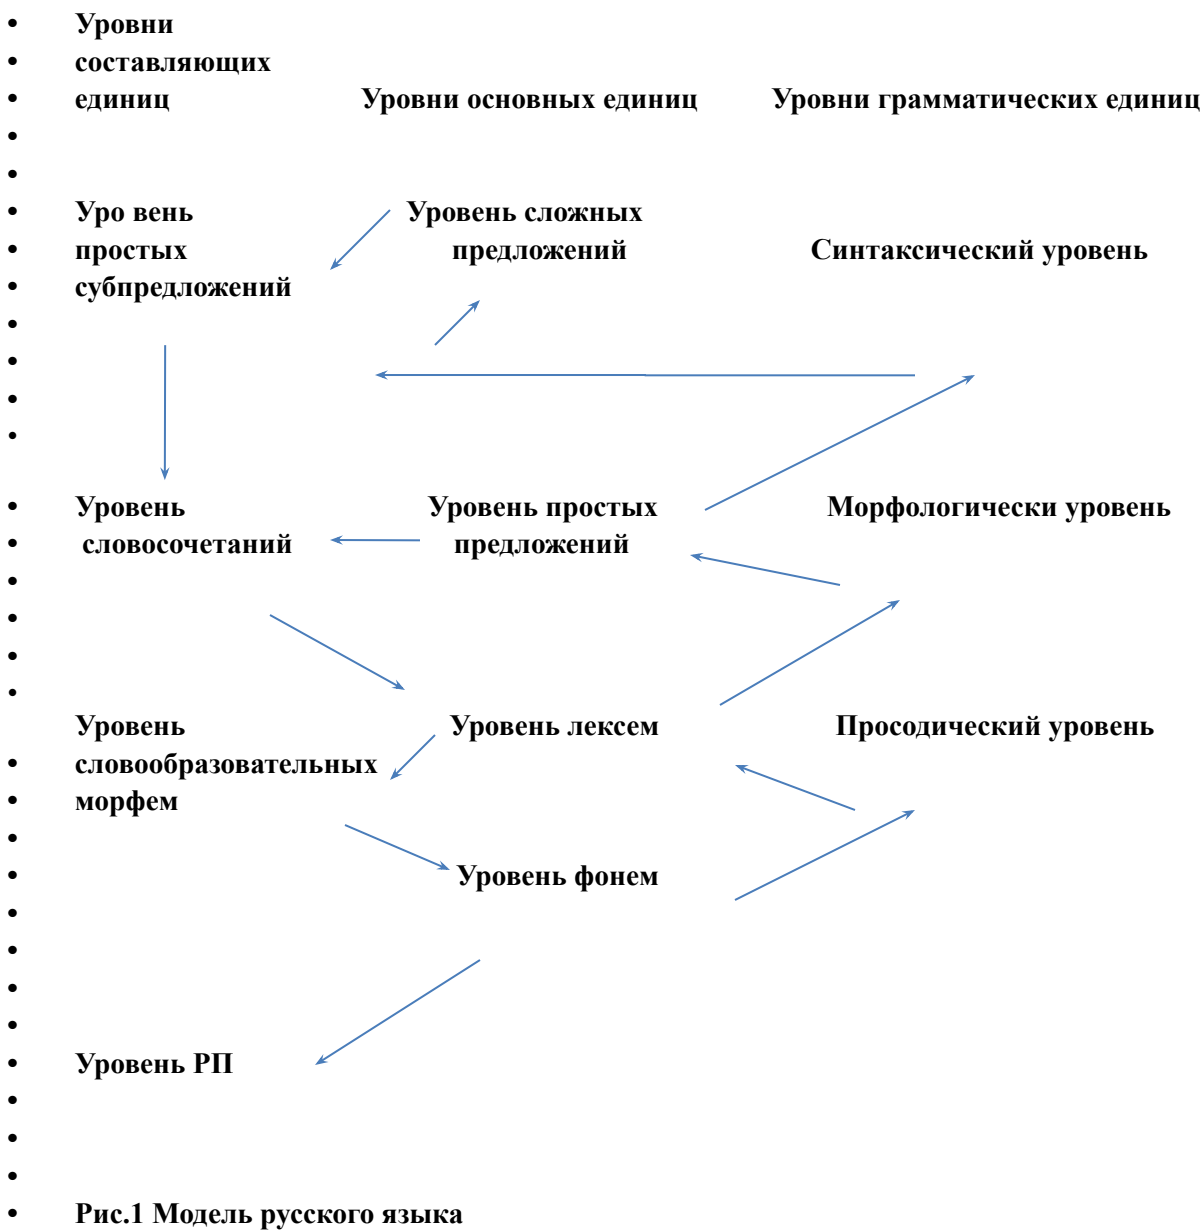 • Уровни
• составляющих
• единиц Уровни основных единиц Уровни грамматических единиц
•
•
• Уро вень Уровень сложных
• простых предложений Синтаксический уровень
• субпредложений
•
•
•
•
• Уровень Уровень простых Морфологически уровень
• словосочетаний предложений
•
•
•
•
Уровень Уровень лексем Просодический уровень
• словообразовательных
• морфем
•
• Уровень фонем
•
•
•
•
• Уровень РП
•
•
•
• Рис.1 Модель русского языка